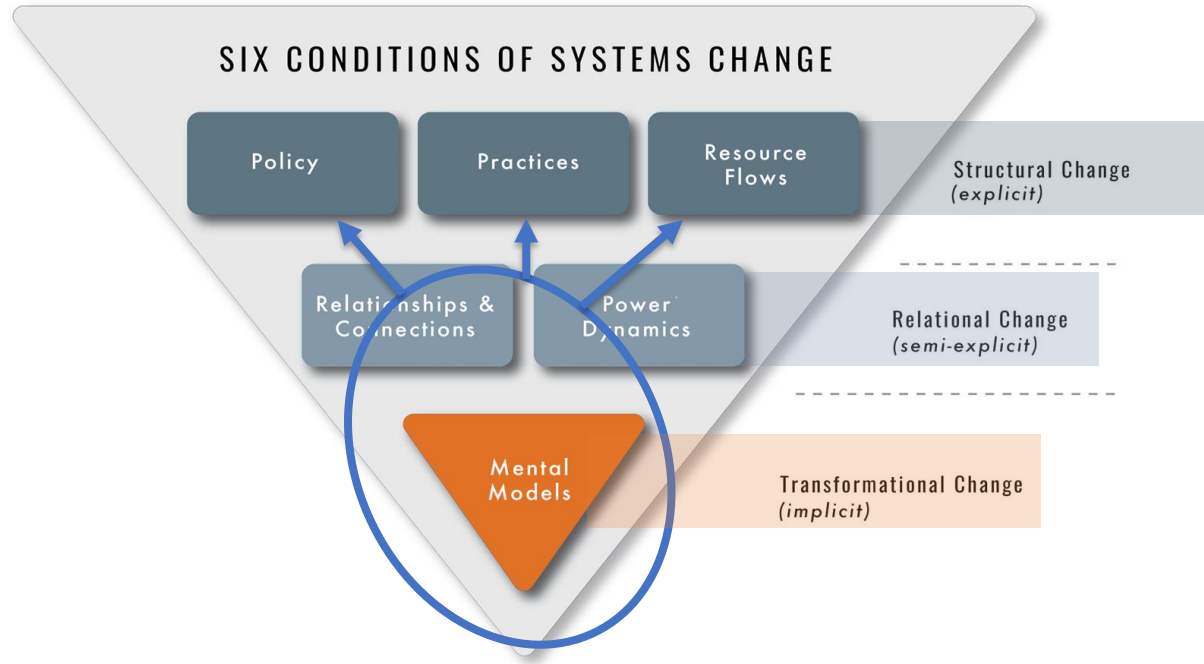 SIX CONDITIONS OF SYSTEMS CHANGE
Policy
Practices
Resource
Flows
Structural Change
(explicit)
Relationships &
Connections
Power
Dynamics
Relational Change
(semi-explicit)
Mental
Models
Transformational Change
(implicit)